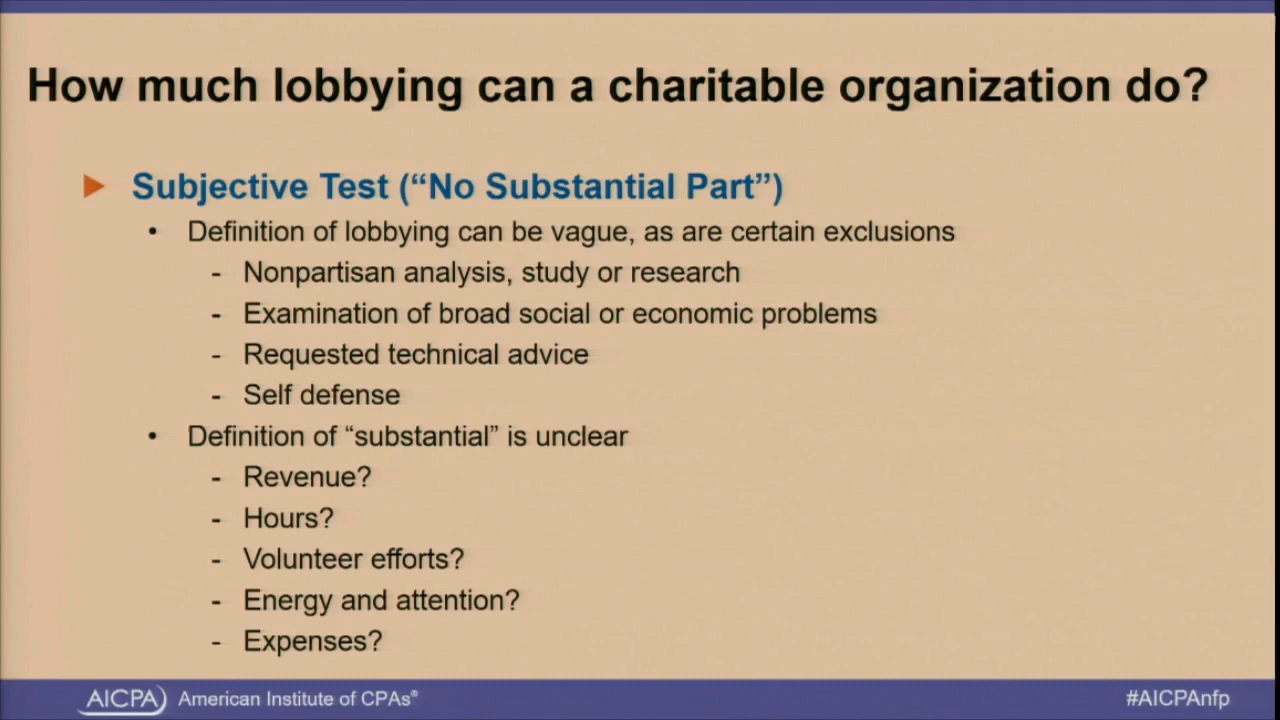 How much lobbying can a charitable organization do?
Subjective Test (“No Substantial Part”)
• Definition of lobbying can be vague, as are certain exclusions
- Nonpartisan analysis, study or research
- Examination of broad social or economic problems
- Requested technical advice
- Self defense
• Definition of “substantial” is unclear
- Revenue?
- Hours?
- Volunteer efforts?
- Energy and attention?
- Expenses?
AICPA American Institute of CPAs®
#AICPAnfp